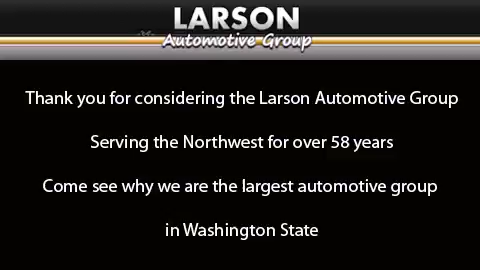 LARSON
Automotive Group
Thank you for considering the Larson Automotive Group
Serving the Northwest for over 58 years
Come see why we are the largest automotive group
in Washington State